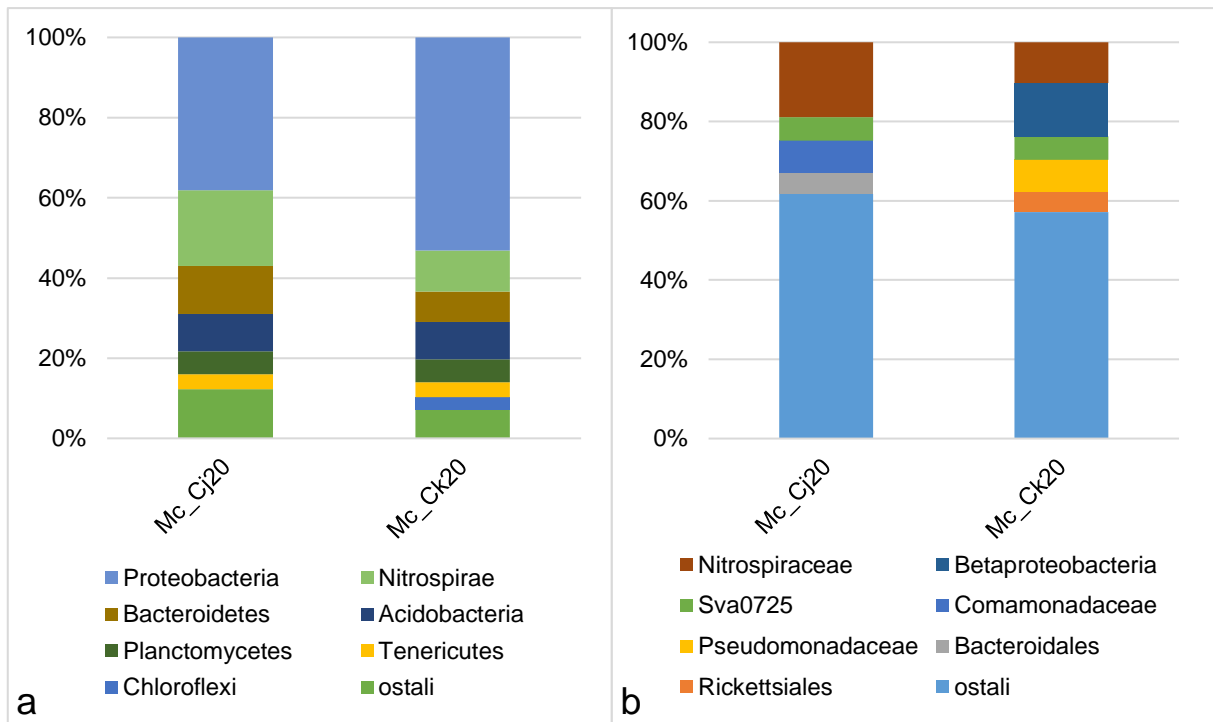 100%
80%
60%
40%
20%
0%
Mc_Cj20
Mc_Ck20
Proteobacteria
Nitrospirae
Bacteroidetes
Acidobacteria
Planctomycetes
Tenericutes
Chloroflexi
ostali
a
100%
80%
60%
40%
20%
0%
Mc_Cj20
Mc_Ck20
Nitrospiraceae
Betaproteobacteria
Sva0725
Comamonadaceae
Pseudomonadaceae
Bacteroidales
Rickettsiales
ostali
b